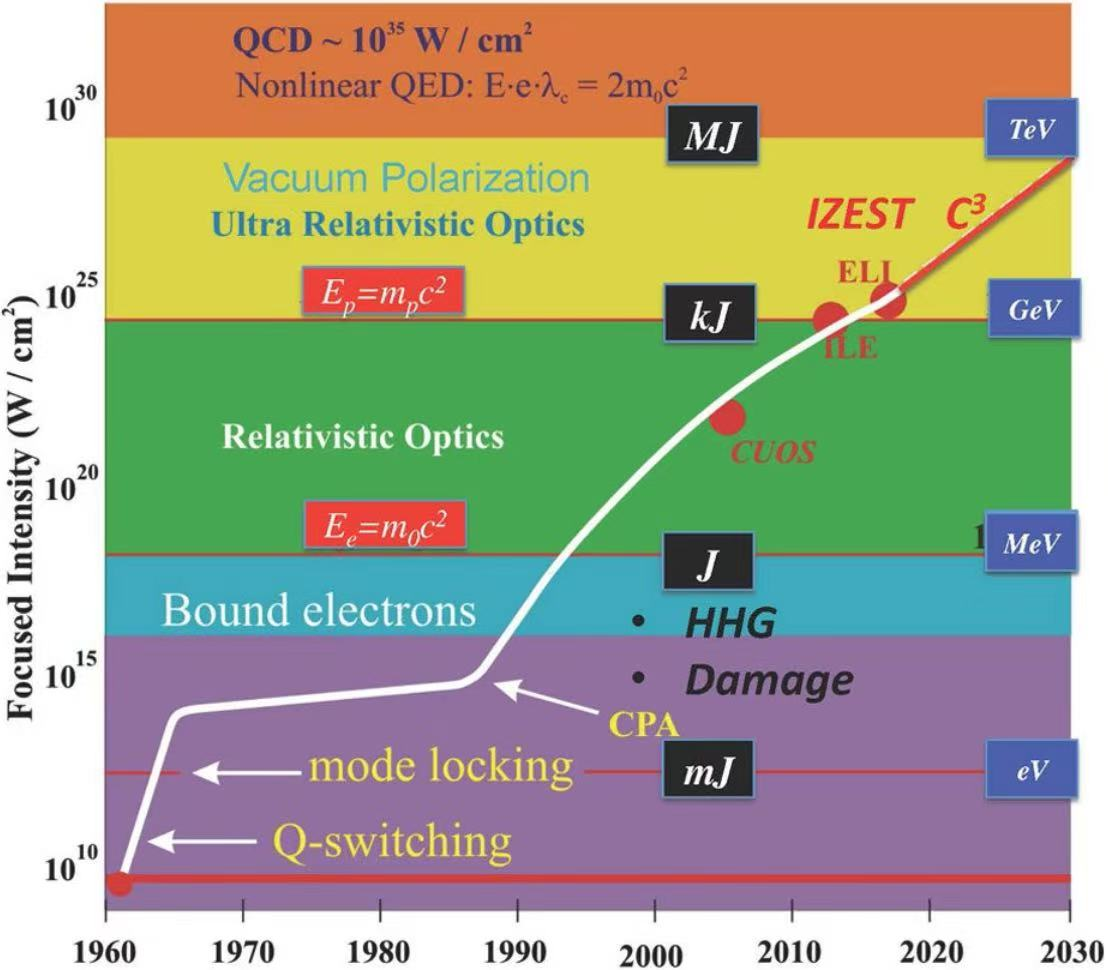 QCD ~ 10³⁵ W / cm²
Nonlinear QED: E·e·λc = 2m₀c²
10³⁰
MJ
TeV
Vacuum Polarization
Ultra Relativistic Optics
IZEST C³
ELI
10²⁵
Eₚ=mₚc²
kJ
GeV
ILE
Relativistic Optics
CUOS
10²⁰
Eₑ=m₀c²
1
MeV
J
Bound electrons
• HHG
10¹⁵
• Damage
CPA
mode locking
mJ
eV
Q-switching
10¹⁰
Focused Intensity (W / cm²)
1960 1970 1980 1990 2000 2010 2020 2030